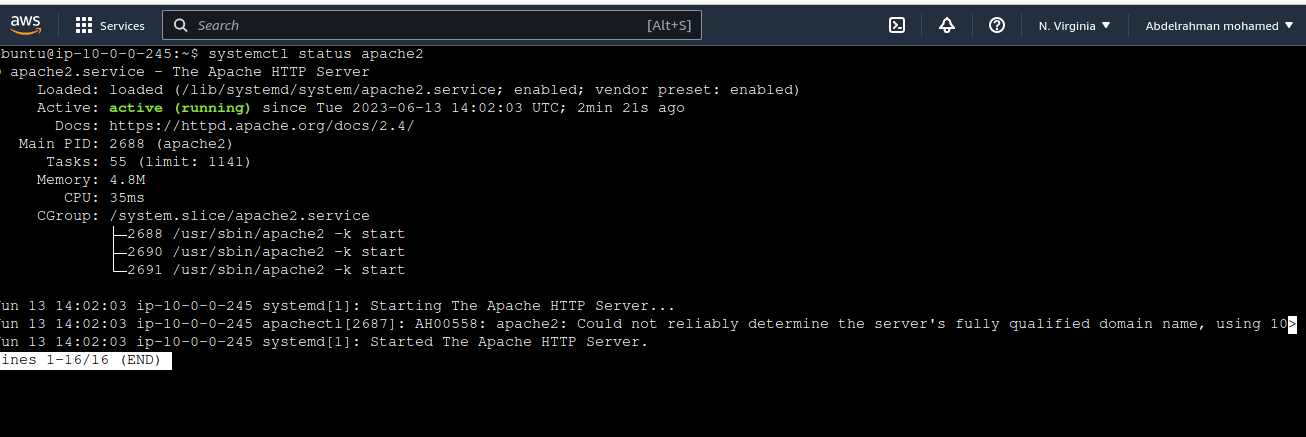 aws Services Search [Alt+S] N. Virginia Abdelrahman mohamed
buntu@ip-10-0-0-245:~$ systemctl status apache2
apache2.service - The Apache HTTP Server
Loaded: loaded (/lib/systemd/system/apache2.service; enabled; vendor preset: enabled)
Active: active (running) since Tue 2023-06-13 14:02:03 UTC; 2min 21s ago
Docs: https://httpd.apache.org/docs/2.4/
Main PID: 2688 (apache2)
Tasks: 55 (limit: 1141)
Memory: 4.8M
CPU: 35ms
CGroup: /system.slice/apache2.service
├─2688 /usr/sbin/apache2 -k start
├─2690 /usr/sbin/apache2 -k start
└─2691 /usr/sbin/apache2 -k start
un 13 14:02:03 ip-10-0-0-245 systemd[1]: Starting The Apache HTTP Server...
un 13 14:02:03 ip-10-0-0-245 apachectl[2687]: AH00558: apache2: Could not reliably determine the server's fully qualified domain name, using 10>
un 13 14:02:03 ip-10-0-0-245 systemd[1]: Started The Apache HTTP Server.
ines 1-16/16 (END)